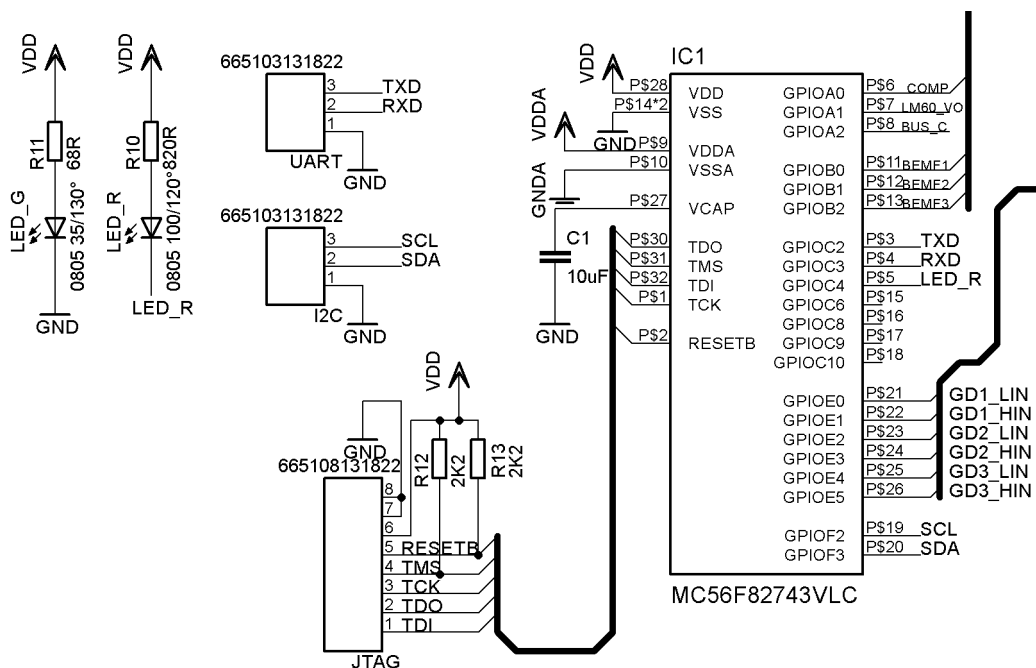 VDD
R11
68R
LED_G
0805 35/130°
GND
VDD
R10
820R
LED_R
0805 100/120°
LED_R
665103131822
3 TXD
2 RXD
1
UART
GND
665103131822
3 SCL
2 SDA
1
I2C
GND
VDD
GND
R12
2K2
R13
2K2
665108131822
8
7
6
5 RESETB
4 TMS
3 TCK
2 TDO
1 TDI
JTAG
IC1
VDD
P$28 VDD
P$14*2 VSS
GND
VDDA
P$9 VDDA
P$10 VSSA
GNDA
P$27 VCAP
C1
10uF
GND
P$30 TDO
P$31 TMS
P$32 TDI
P$1 TCK
P$2 RESETB
GPIOA0 P$6 COMP
GPIOA1 P$7 LM60_VO
GPIOA2 P$8 BUS_C
GPIOB0 P$11 BEMF1
GPIOB1 P$12 BEMF2
GPIOB2 P$13 BEMF3
GPIOC2 P$3 TXD
GPIOC3 P$4 RXD
GPIOC4 P$5 LED_R
GPIOC6 P$15
GPIOC8 P$16
GPIOC9 P$17
GPIOC10 P$18
GPIOE0 P$21 GD1_LIN
GPIOE1 P$22 GD1_HIN
GPIOE2 P$23 GD2_LIN
GPIOE3 P$24 GD2_HIN
GPIOE4 P$25 GD3_LIN
GPIOE5 P$26 GD3_HIN
GPIOF2 P$19 SCL
GPIOF3 P$20 SDA
MC56F82743VLC